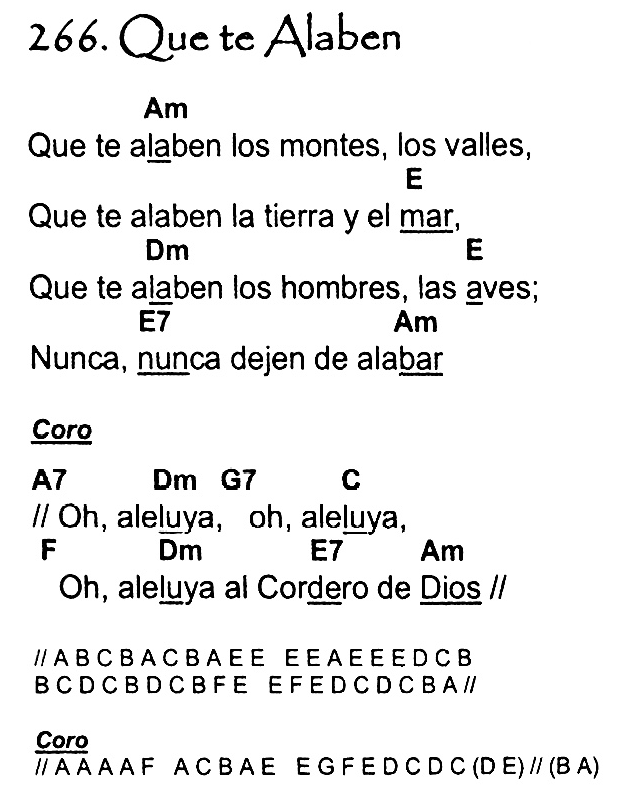 266. Que te Alaben
Am
Que te alaben los montes, los valles,
E
Que te alaben la tierra y el mar,
Dm E
Que te alaben los hombres, las aves;
E7 Am
Nunca, nunca dejen de alabar
Coro
A7 Dm G7 C
// Oh, aleluya, oh, aleluya,
F Dm E7 Am
Oh, aleluya al Cordero de Dios //
// A B C B A C B A E E E E A E E E D C B
B C D C B D C B F E E F E D C D C B A //
Coro
// A A A A F A C B A E E G F E D C D C (D E) // (B A)